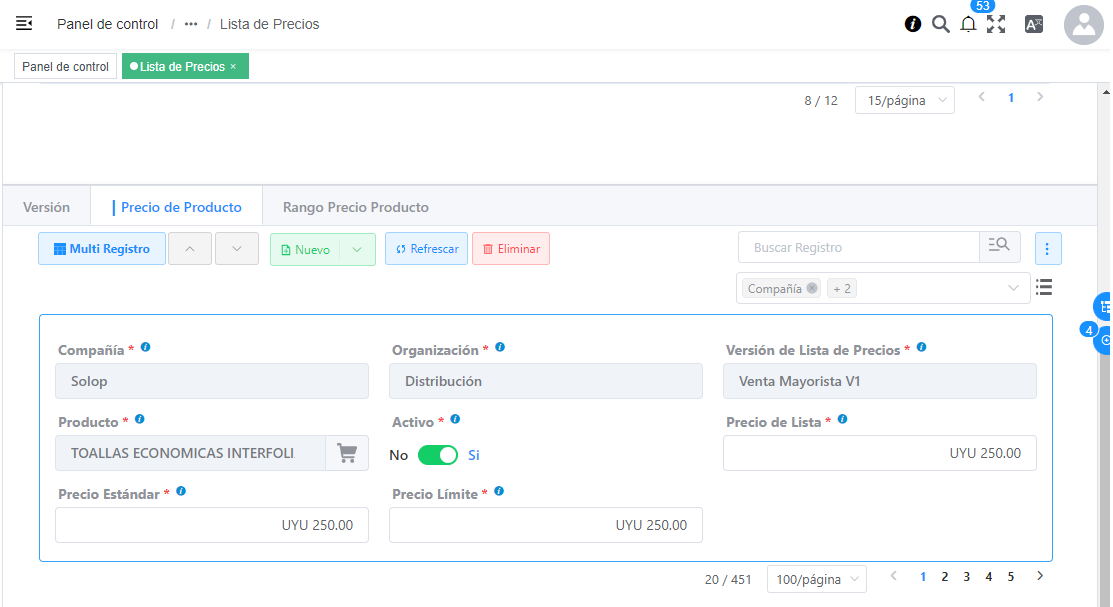 Panel de control / ••• / Lista de Precios
53
Panel de control
Lista de Precios ×
8 / 12 15/página 1
Versión Precio de Producto Rango Precio Producto
Multi Registro Nuevo Refrescar Eliminar Buscar Registro
Compañía + 2
4
Compañía * Organización * Versión de Lista de Precios *
Solop Distribución Venta Mayorista V1
Producto * Activo * Precio de Lista *
TOALLAS ECONOMICAS INTERFOLI No Si UYU 250.00
Precio Estándar * Precio Límite *
UYU 250.00 UYU 250.00
20 / 451 100/página 1 2 3 4 5